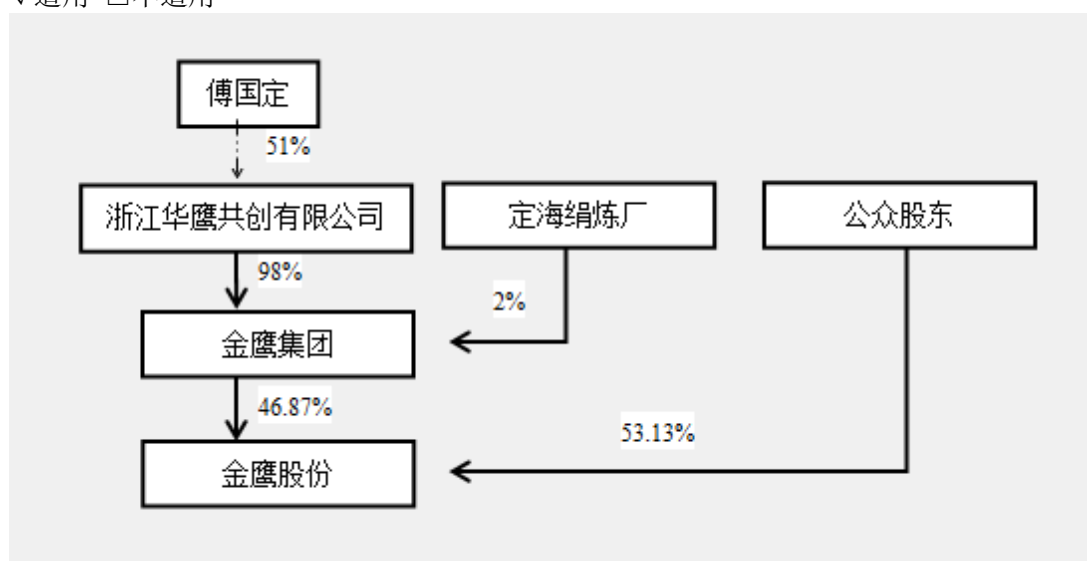 傅国定
51%
浙江华鹰共创有限公司
定海绢炼厂
公众股东
98%
2%
金鹰集团
46.87%
53.13%
金鹰股份